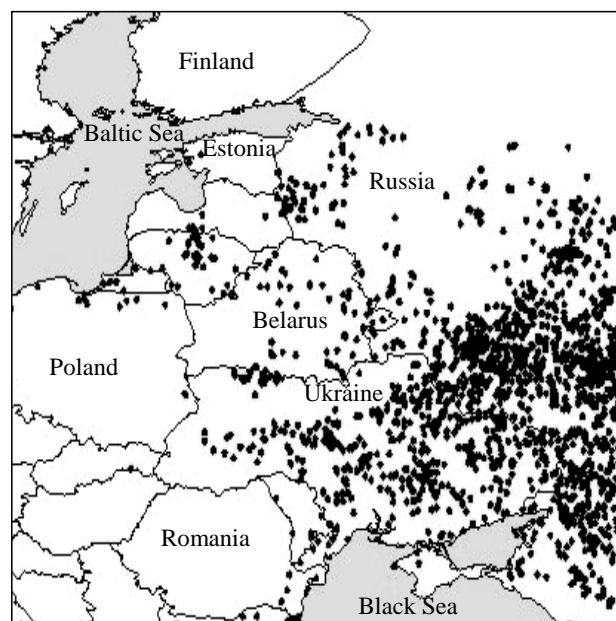 Finland
Baltic Sea
Estonia
Russia
Belarus
Poland
Ukraine
Romania
Black Sea